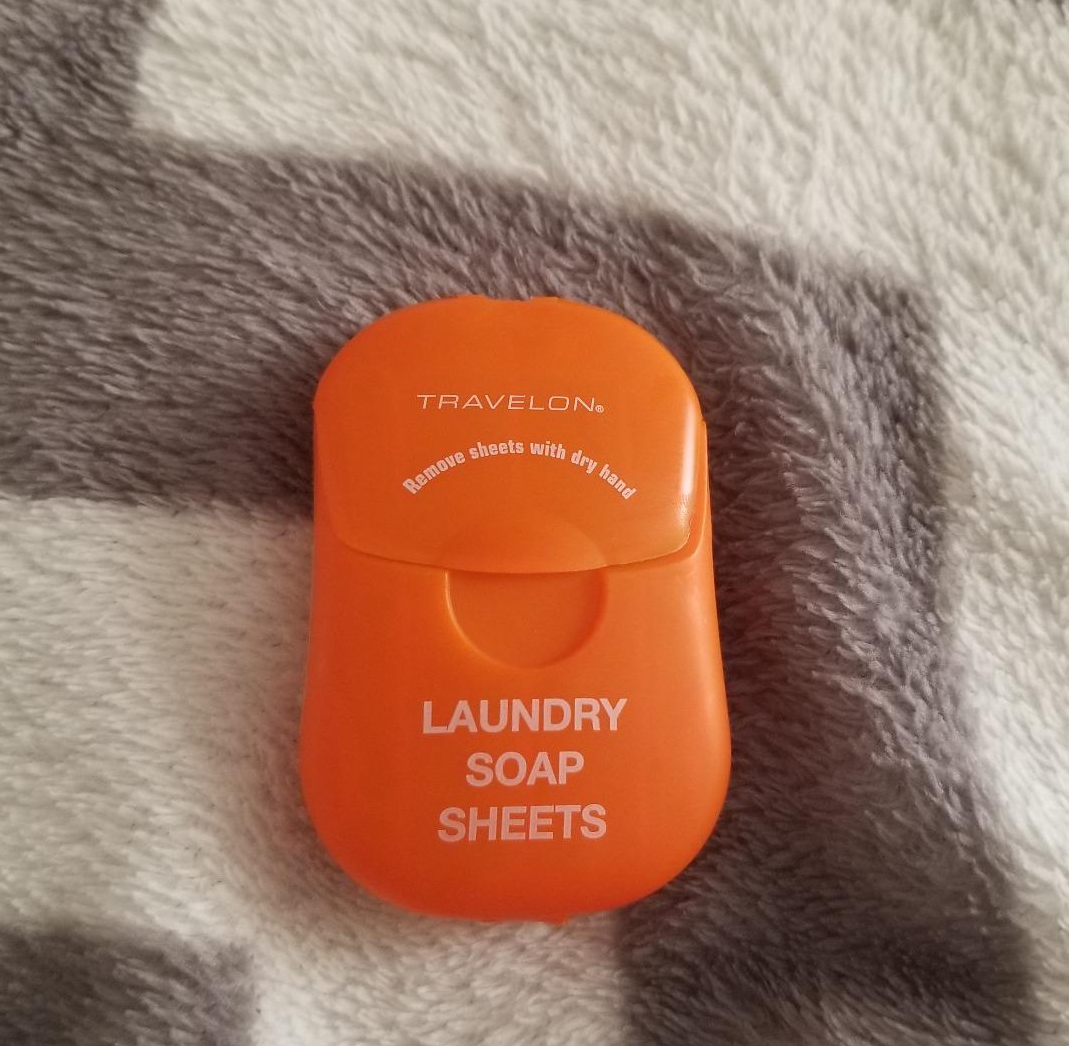 TRAVELON®
Remove sheets with dry hand
LAUNDRY
SOAP
SHEETS